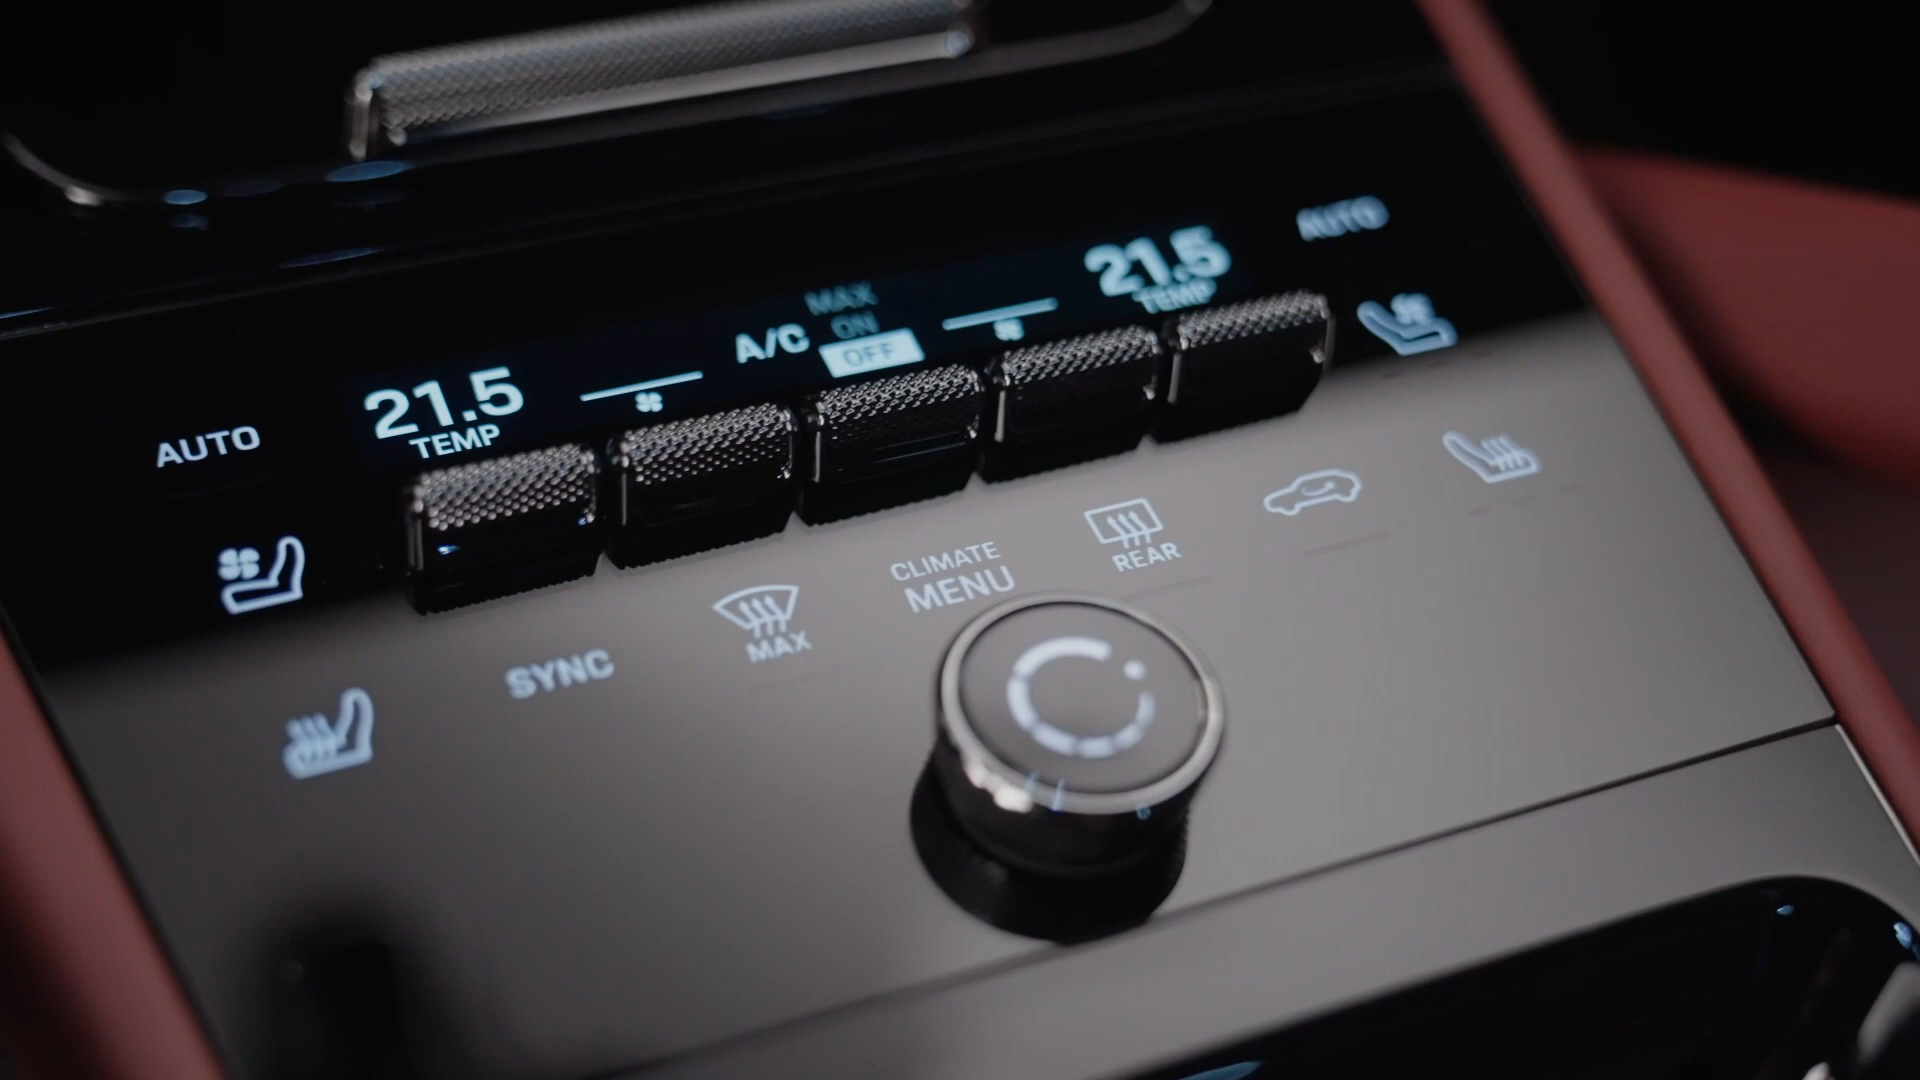 AUTO
21.5
TEMP
A/C
MAX
ON
OFF
21.5
TEMP
AUTO
SYNC
MAX
CLIMATE
MENU
REAR